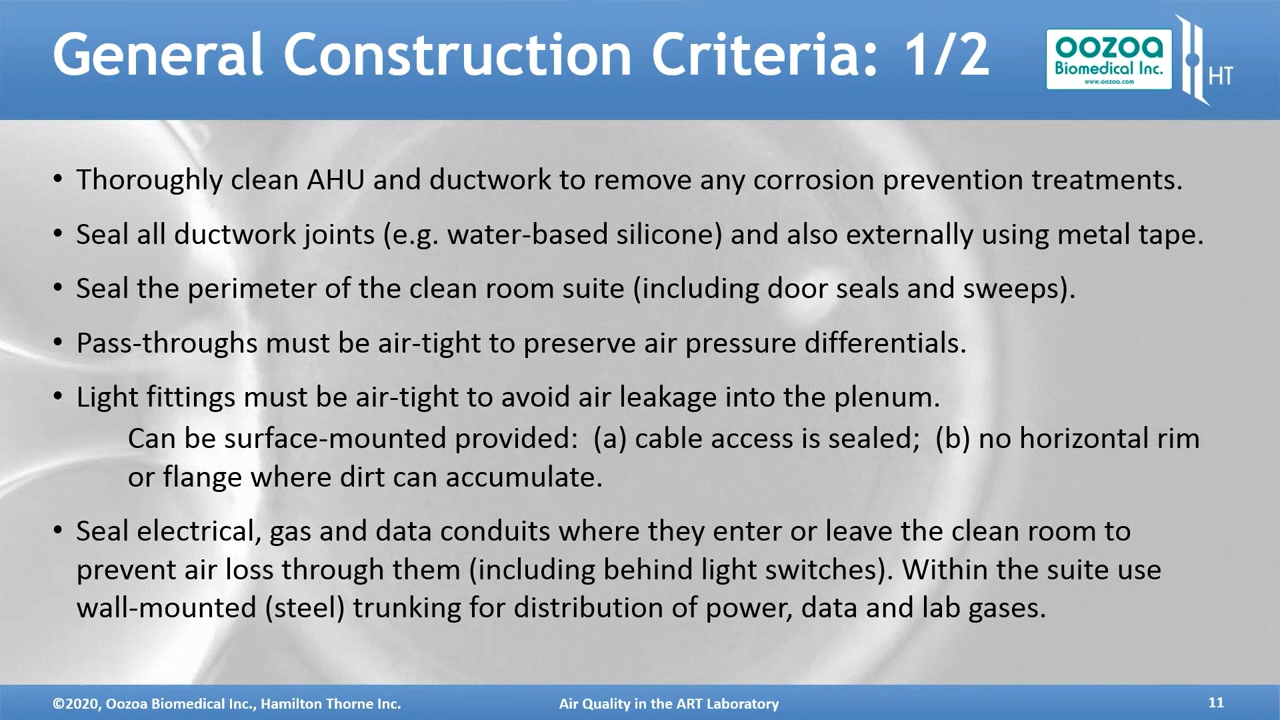 General Construction Criteria: 1/2
oozoa
Biomedical Inc.
www.oozoa.com
HT
• Thoroughly clean AHU and ductwork to remove any corrosion prevention treatments.
• Seal all ductwork joints (e.g. water-based silicone) and also externally using metal tape.
• Seal the perimeter of the clean room suite (including door seals and sweeps).
• Pass-throughs must be air-tight to preserve air pressure differentials.
• Light fittings must be air-tight to avoid air leakage into the plenum.
Can be surface-mounted provided: (a) cable access is sealed; (b) no horizontal rim
or flange where dirt can accumulate.
• Seal electrical, gas and data conduits where they enter or leave the clean room to
prevent air loss through them (including behind light switches). Within the suite use
wall-mounted (steel) trunking for distribution of power, data and lab gases.
©2020, Oozoa Biomedical Inc., Hamilton Thorne Inc.
Air Quality in the ART Laboratory
11